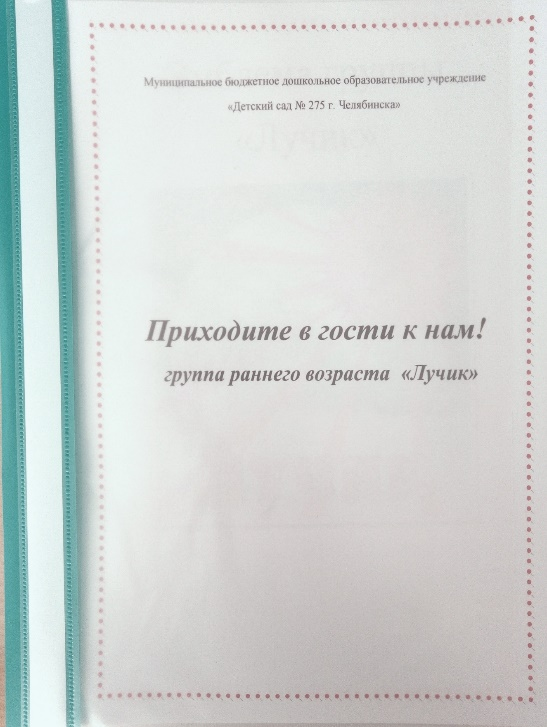 Муниципальное бюджетное дошкольное образовательное учреждение
«Детский сад № 275 г. Челябинска»
Приходите в гости к нам!
группа раннего возраста «Лучик»